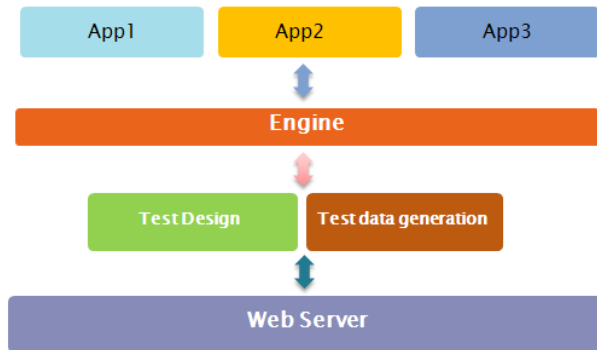 App1
App2
App3
Engine
Test Design
Test data generation
Web Server